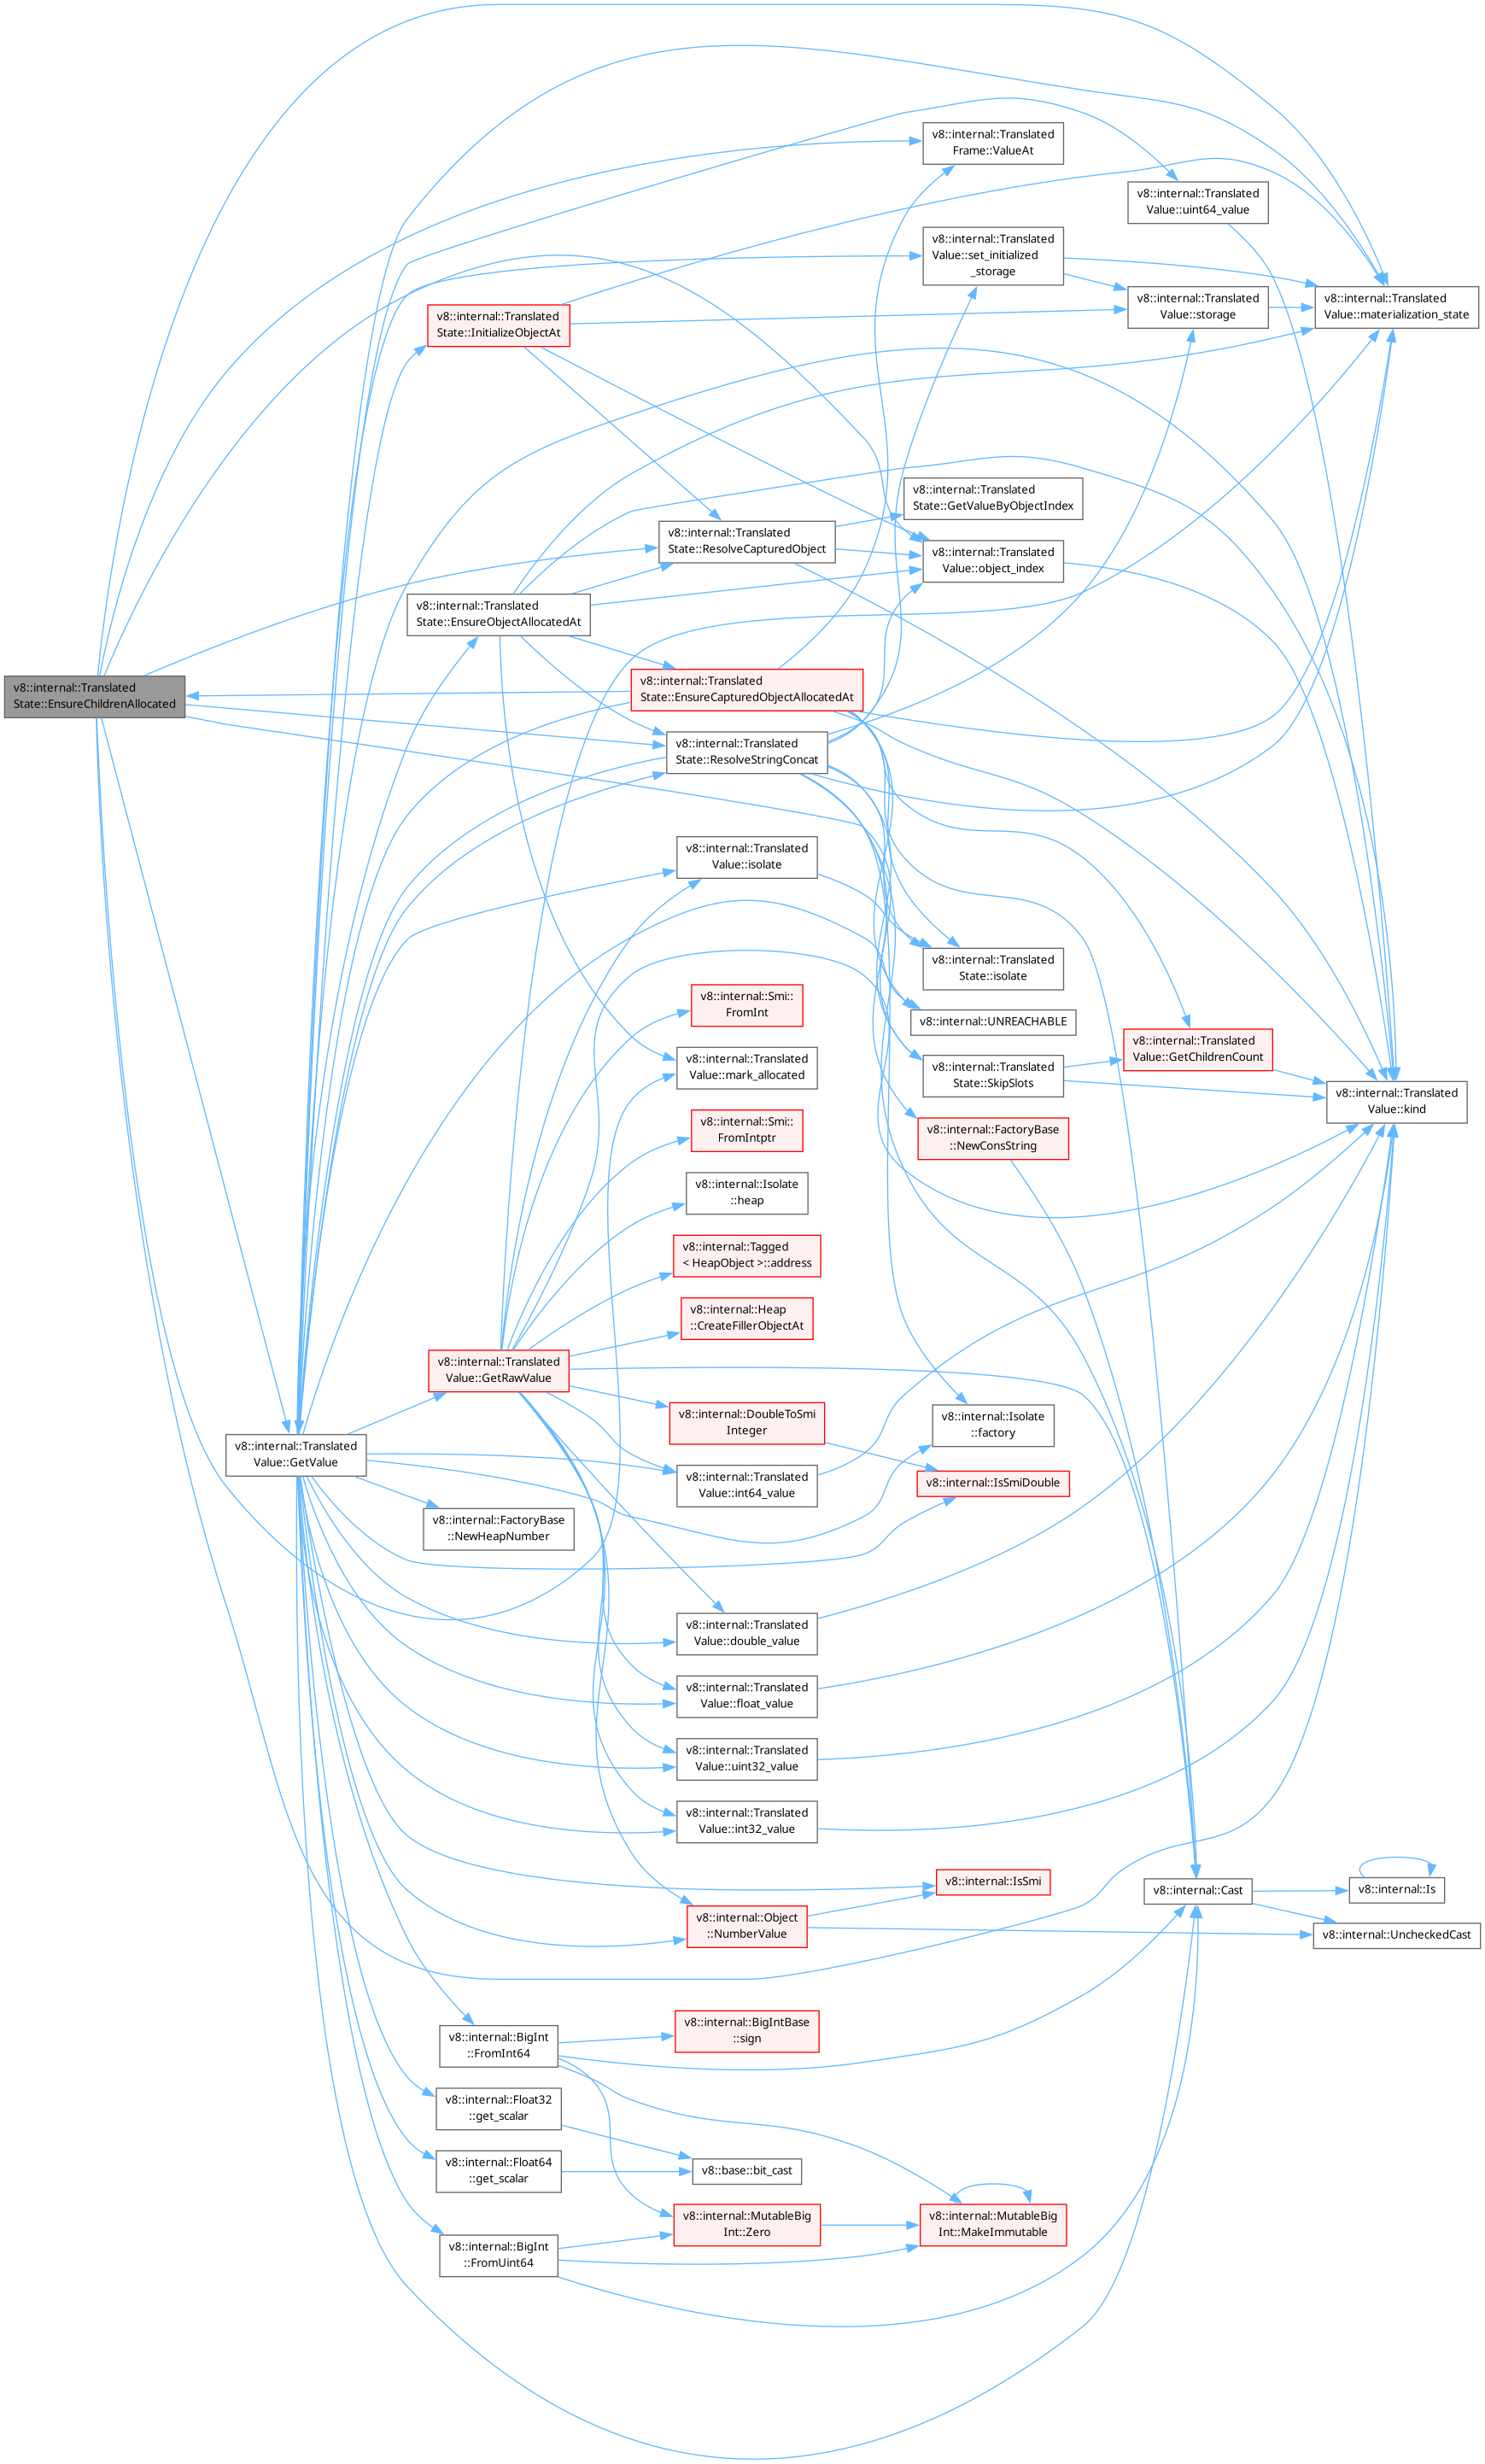 v8::internal::Translated
State::EnsureChildrenAllocated
v8::internal::Translated
Value::GetValue
v8::internal::Translated
State::InitializeObjectAt
v8::internal::Translated
State::EnsureObjectAllocatedAt
v8::internal::Translated
Value::GetRawValue
v8::internal::FactoryBase
::NewHeapNumber
v8::internal::BigInt
::FromInt64
v8::internal::Float32
::get_scalar
v8::internal::Float64
::get_scalar
v8::internal::BigInt
::FromUint64
v8::internal::Translated
State::ResolveCapturedObject
v8::internal::Translated
State::EnsureCapturedObjectAllocatedAt
v8::internal::Translated
State::ResolveStringConcat
v8::internal::Translated
Value::isolate
v8::internal::Smi::
FromInt
v8::internal::Translated
Value::mark_allocated
v8::internal::Smi::
FromIntptr
v8::internal::Isolate
::heap
v8::internal::Tagged
< HeapObject >::address
v8::internal::Heap
::CreateFillerObjectAt
v8::internal::DoubleToSmi
Integer
v8::internal::Translated
Value::int64_value
v8::internal::Translated
Value::double_value
v8::internal::Translated
Value::float_value
v8::internal::Translated
Value::uint32_value
v8::internal::Translated
Value::int32_value
v8::internal::Object
::NumberValue
v8::internal::BigIntBase
::sign
v8::base::bit_cast
v8::internal::MutableBig
Int::Zero
v8::internal::Translated
Frame::ValueAt
v8::internal::Translated
Value::set_initialized
_storage
v8::internal::Translated
State::GetValueByObjectIndex
v8::internal::Translated
Value::object_index
v8::internal::Translated
State::isolate
v8::internal::UNREACHABLE
v8::internal::Translated
State::SkipSlots
v8::internal::FactoryBase
::NewConsString
v8::internal::Isolate
::factory
v8::internal::IsSmiDouble
v8::internal::IsSmi
v8::internal::MutableBig
Int::MakeImmutable
v8::internal::Translated
Value::uint64_value
v8::internal::Translated
Value::storage
v8::internal::Translated
Value::GetChildrenCount
v8::internal::Cast
v8::internal::Translated
Value::materialization_state
v8::internal::Translated
Value::kind
v8::internal::Is
v8::internal::UncheckedCast